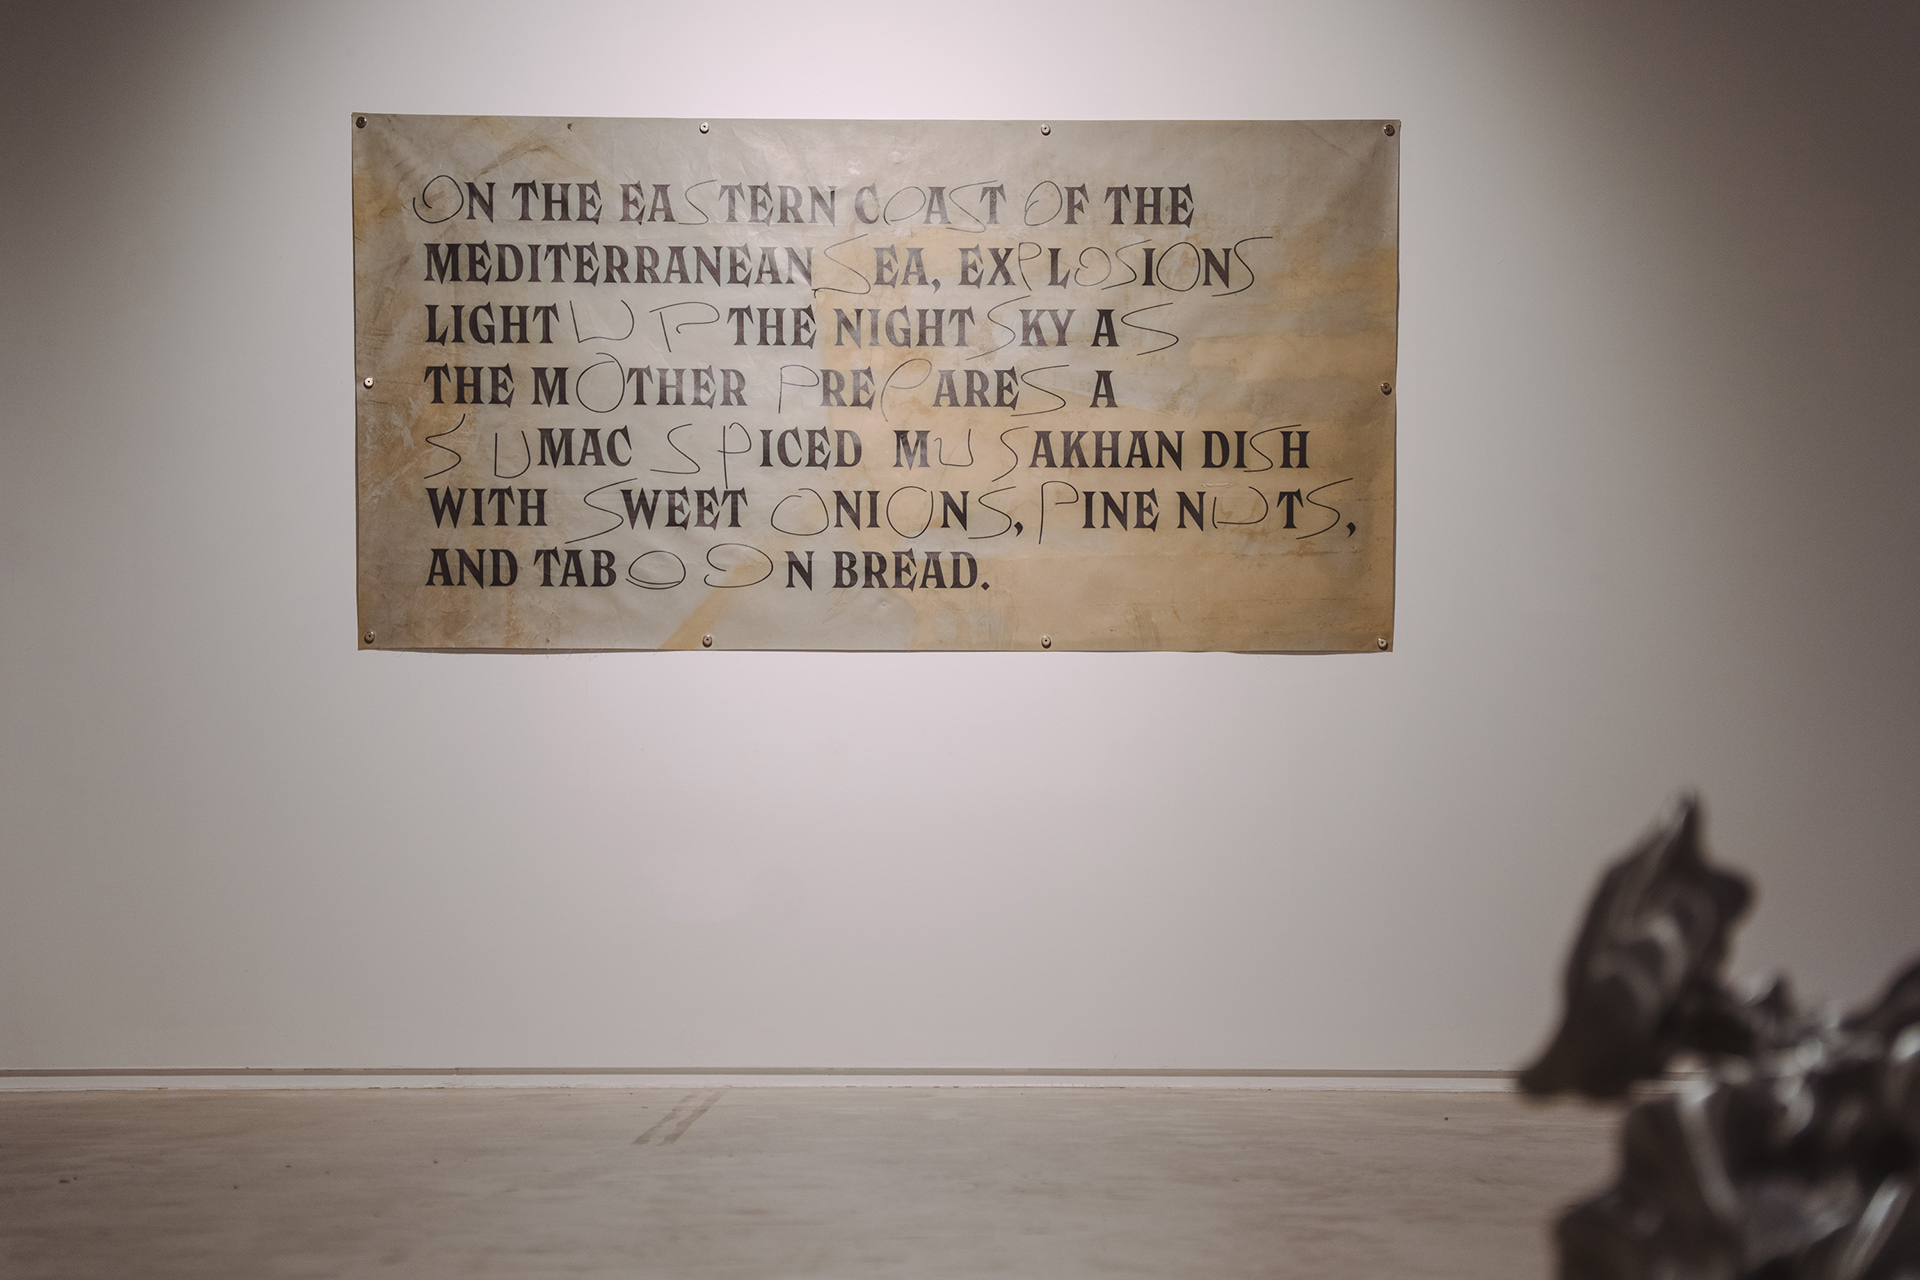 ON THE EASTERN COAST OF THE
MEDITERRANEAN SEA, EXPLOSIONS
LIGHT UP THE NIGHT SKY AS
THE MOTHER PREPARES A
SUMAC SPICED MUSAKHAN DISH
WITH SWEET ONIONS, PINE NUTS,
AND TABOON BREAD.